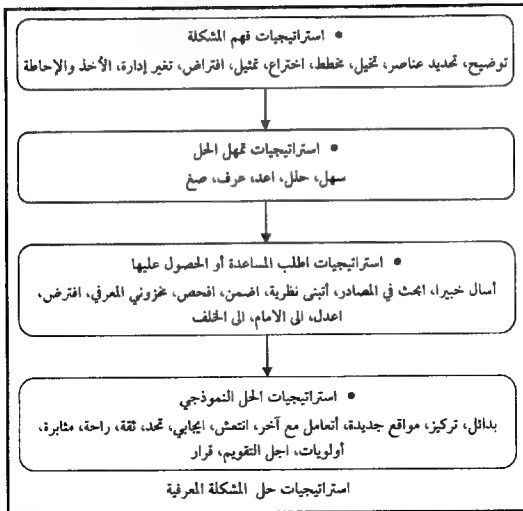 • استراتيجيات فهم المشكلة
توضيح، تحديد عناصر، تخيل، مخطط، اختراع، تمثيل، افتراض، تغير إدارة، الأخذ والإحاطة
• استراتيجيات تمهل الحل
سهل، حلل، اعد، عرف، صغ
• استراتيجيات اطلب المساعدة أو الحصول عليها
أسال خبيرا، ابحث في المصادر، أتبنى نظرية، اضمن، افحص، مخزوني المعرفي، افترض،
اعدل، الى الامام، الى الخلف
• استراتيجيات الحل النموذجي
بدائل، تركيز، مواقع جديدة، أتعامل مع آخر، انتعش، ايجابي، تحد، ثقة، راحة، مثابرة،
أولويات، اجل التقويم، قرار
استراتيجيات حل المشكلة المعرفية